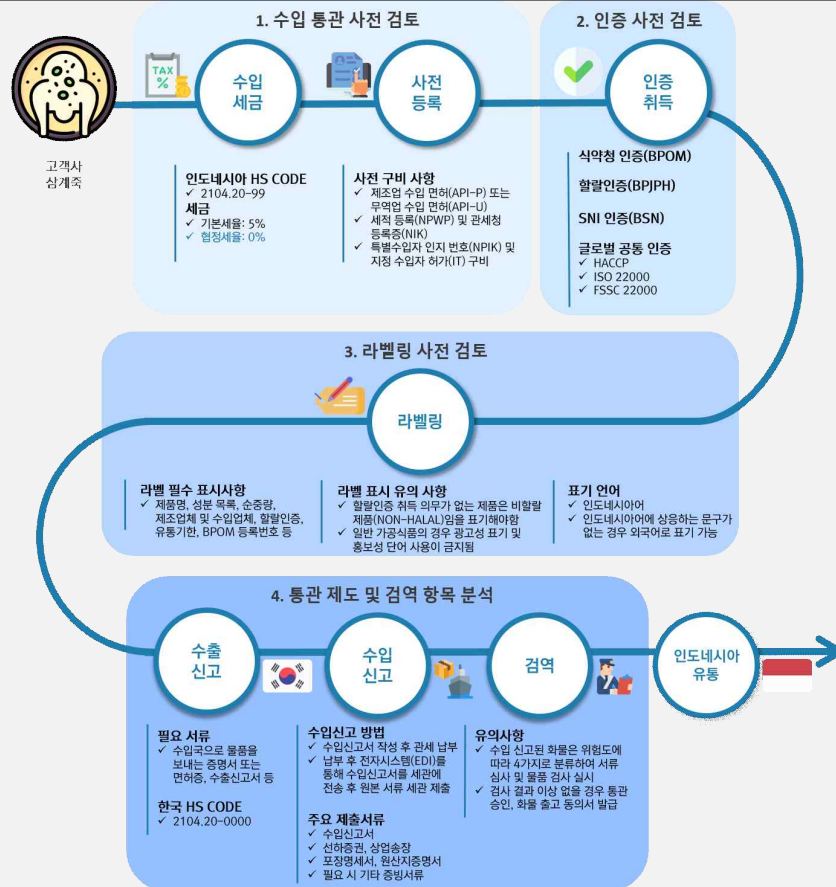 1. 수입 통관 사전 검토
2. 인증 사전 검토
TAX
%
수입
세금
사전
등록
인증
취득
고객사
삼계죽
인도네시아 HS CODE
✓ 2104.20-99
세금
✓ 기본세율: 5%
✓ 협정세율: 0%
사전 구비 사항
✓ 제조업 수입 면허(API-P) 또는
무역업 수입 면허(API-U)
✓ 세적 등록(NPWP) 및 관세청
등록증(NIK)
✓ 특별수입자 인지 번호(NPIK) 및
지정 수입자 허가(IT) 구비
식약청 인증(BPOM)
할랄인증(BPJPH)
SNI 인증(BSN)
글로벌 공통 인증
✓ HACCP
✓ ISO 22000
✓ FSSC 22000
3. 라벨링 사전 검토
라벨링
라벨 필수 표시사항
✓ 제품명, 성분 목록, 순중량,
제조업체 및 수입업체, 할랄인증,
유통기한, BPOM 등록번호 등
라벨 표시 유의 사항
✓ 할랄인증 취득 의무가 없는 제품은 비할랄
제품(NON-HALAL)임을 표기해야함
✓ 일반 가공식품의 경우 광고성 표기 및
홍보성 단어 사용이 금지됨
표기 언어
✓ 인도네시아어
✓ 인도네시아어에 상응하는 문구가
없는 경우 외국어로 표기 가능
4. 통관 제도 및 검역 항목 분석
수출
신고
수입
신고
검역
인도네시아
유통
필요 서류
✓ 수입국으로 물품을
보내는 증명서 또는
면허증, 수출신고서 등
한국 HS CODE
✓ 2104.20-0000
수입신고 방법
✓ 수입신고서 작성 후 관세 납부
✓ 납부 후 전자시스템(EDI)를
통해 수입신고서를 세관에
전송 후 원본 서류 세관 제출
주요 제출서류
✓ 수입신고서
✓ 선하증권, 상업송장
✓ 포장명세서, 원산지증명서
✓ 필요 시 기타 증빙서류
유의사항
✓ 수입 신고된 화물은 위험도에
따라 4가지로 분류하여 서류
심사 및 물품 검사 실시
✓ 검사 결과 이상 없을 경우 통관
승인, 화물 출고 동의서 발급